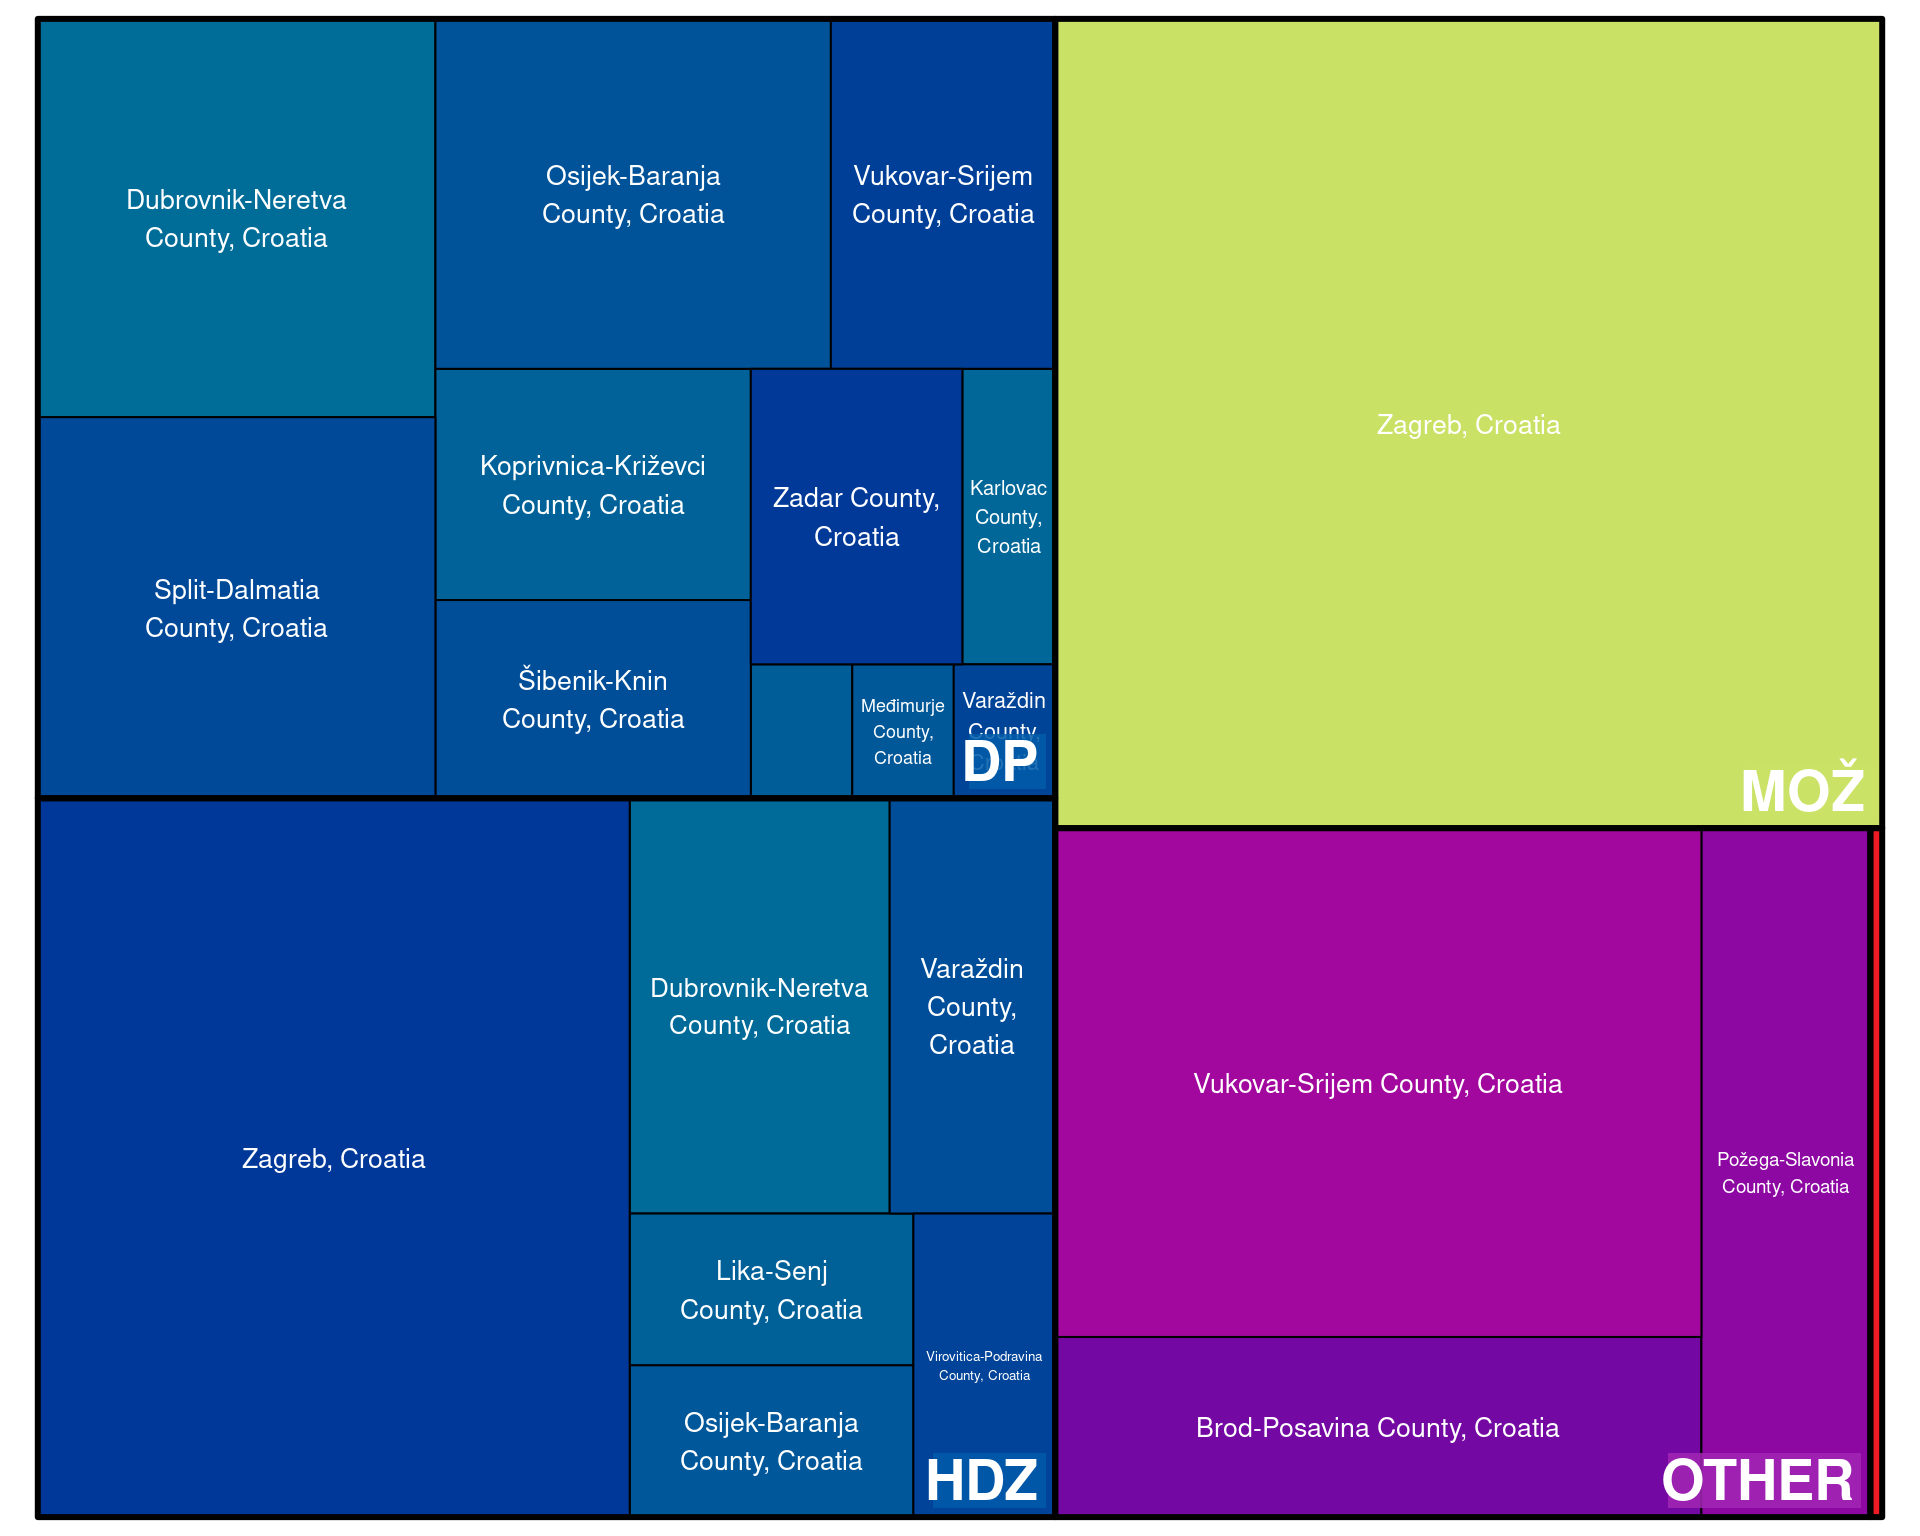 Dubrovnik-Neretva
County, Croatia
Osijek-Baranja
County, Croatia
Vukovar-Srijem
County, Croatia
Split-Dalmatia
County, Croatia
Koprivnica-Križevci
County, Croatia
Šibenik-Knin
County, Croatia
Zadar County,
Croatia
Karlovac
County,
Croatia
Međimurje
County,
Croatia
Varaždin
County,
Croatia
DP
Zagreb, Croatia
MOŽ
Zagreb, Croatia
Dubrovnik-Neretva
County, Croatia
Varaždin
County,
Croatia
Lika-Senj
County, Croatia
Osijek-Baranja
County, Croatia
Virovitica-Podravina
County, Croatia
HDZ
Vukovar-Srijem County, Croatia
Požega-Slavonia
County, Croatia
Brod-Posavina County, Croatia
OTHER